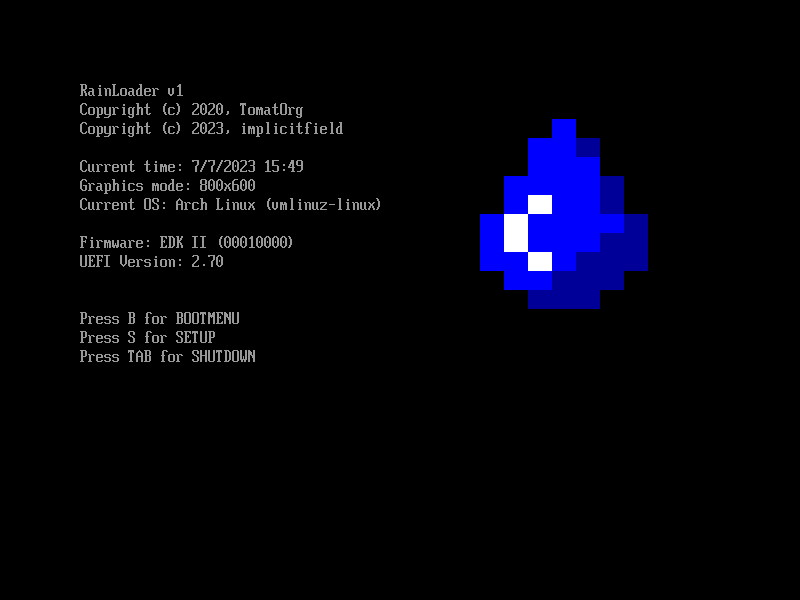 RainLoader v1
Copyright (c) 2020, TomatOrg
Copyright (c) 2023, implicitfield
Current time: 7/7/2023 15:49
Graphics mode: 800x600
Current OS: Arch Linux (vmlinuz-linux)
Firmware: EDK II (00010000)
UEFI Version: 2.70
Press B for BOOTMENU
Press S for SETUP
Press TAB for SHUTDOWN